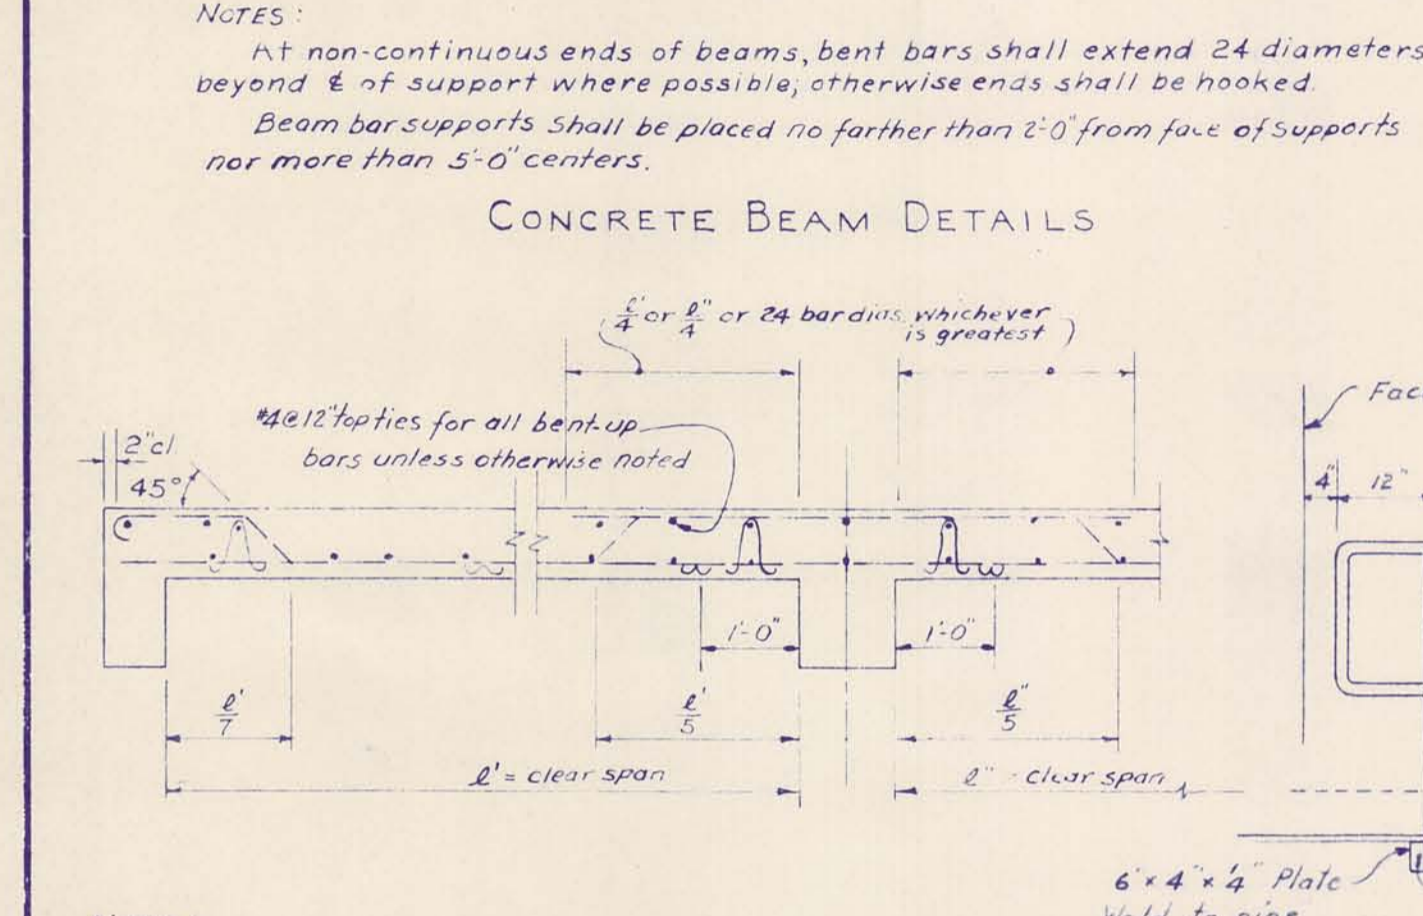 NOTES:
At non-continuous ends of beams, bent bars shall extend 24 diameters
beyond ℄ of support where possible; otherwise ends shall be hooked.
Beam bar supports shall be placed no farther than 2'-0" from face of supports
nor more than 5'-0" centers.
CONCRETE BEAM DETAILS
ℓ'/4 or ℓ"/4 or 24 bar dias. whichever
is greatest
#4@12" top ties for all bent-up
bars unless otherwise noted
2"cl
45°
4"
12"
1'-0"
1'-0"
ℓ'/7
ℓ'/5
ℓ"/5
ℓ' = clear span
ℓ" clear span
6"×4"×¼" Plate